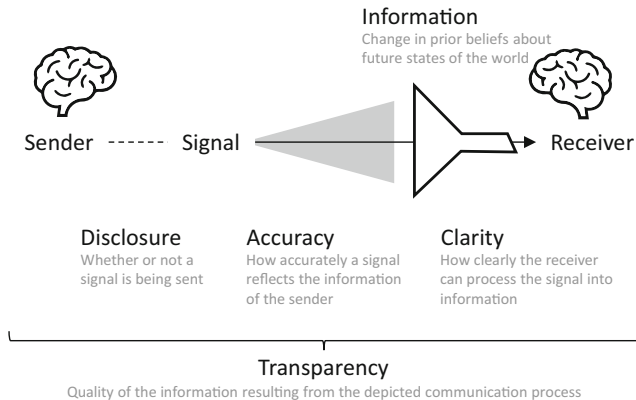 Information
Change in prior beliefs about
future states of the world
Sender
Signal
Receiver
Disclosure
Whether or not a
signal is being sent
Accuracy
How accurately a signal
reflects the information
of the sender
Clarity
How clearly the receiver
can process the signal into
information
Transparency
Quality of the information resulting from the depicted communication process